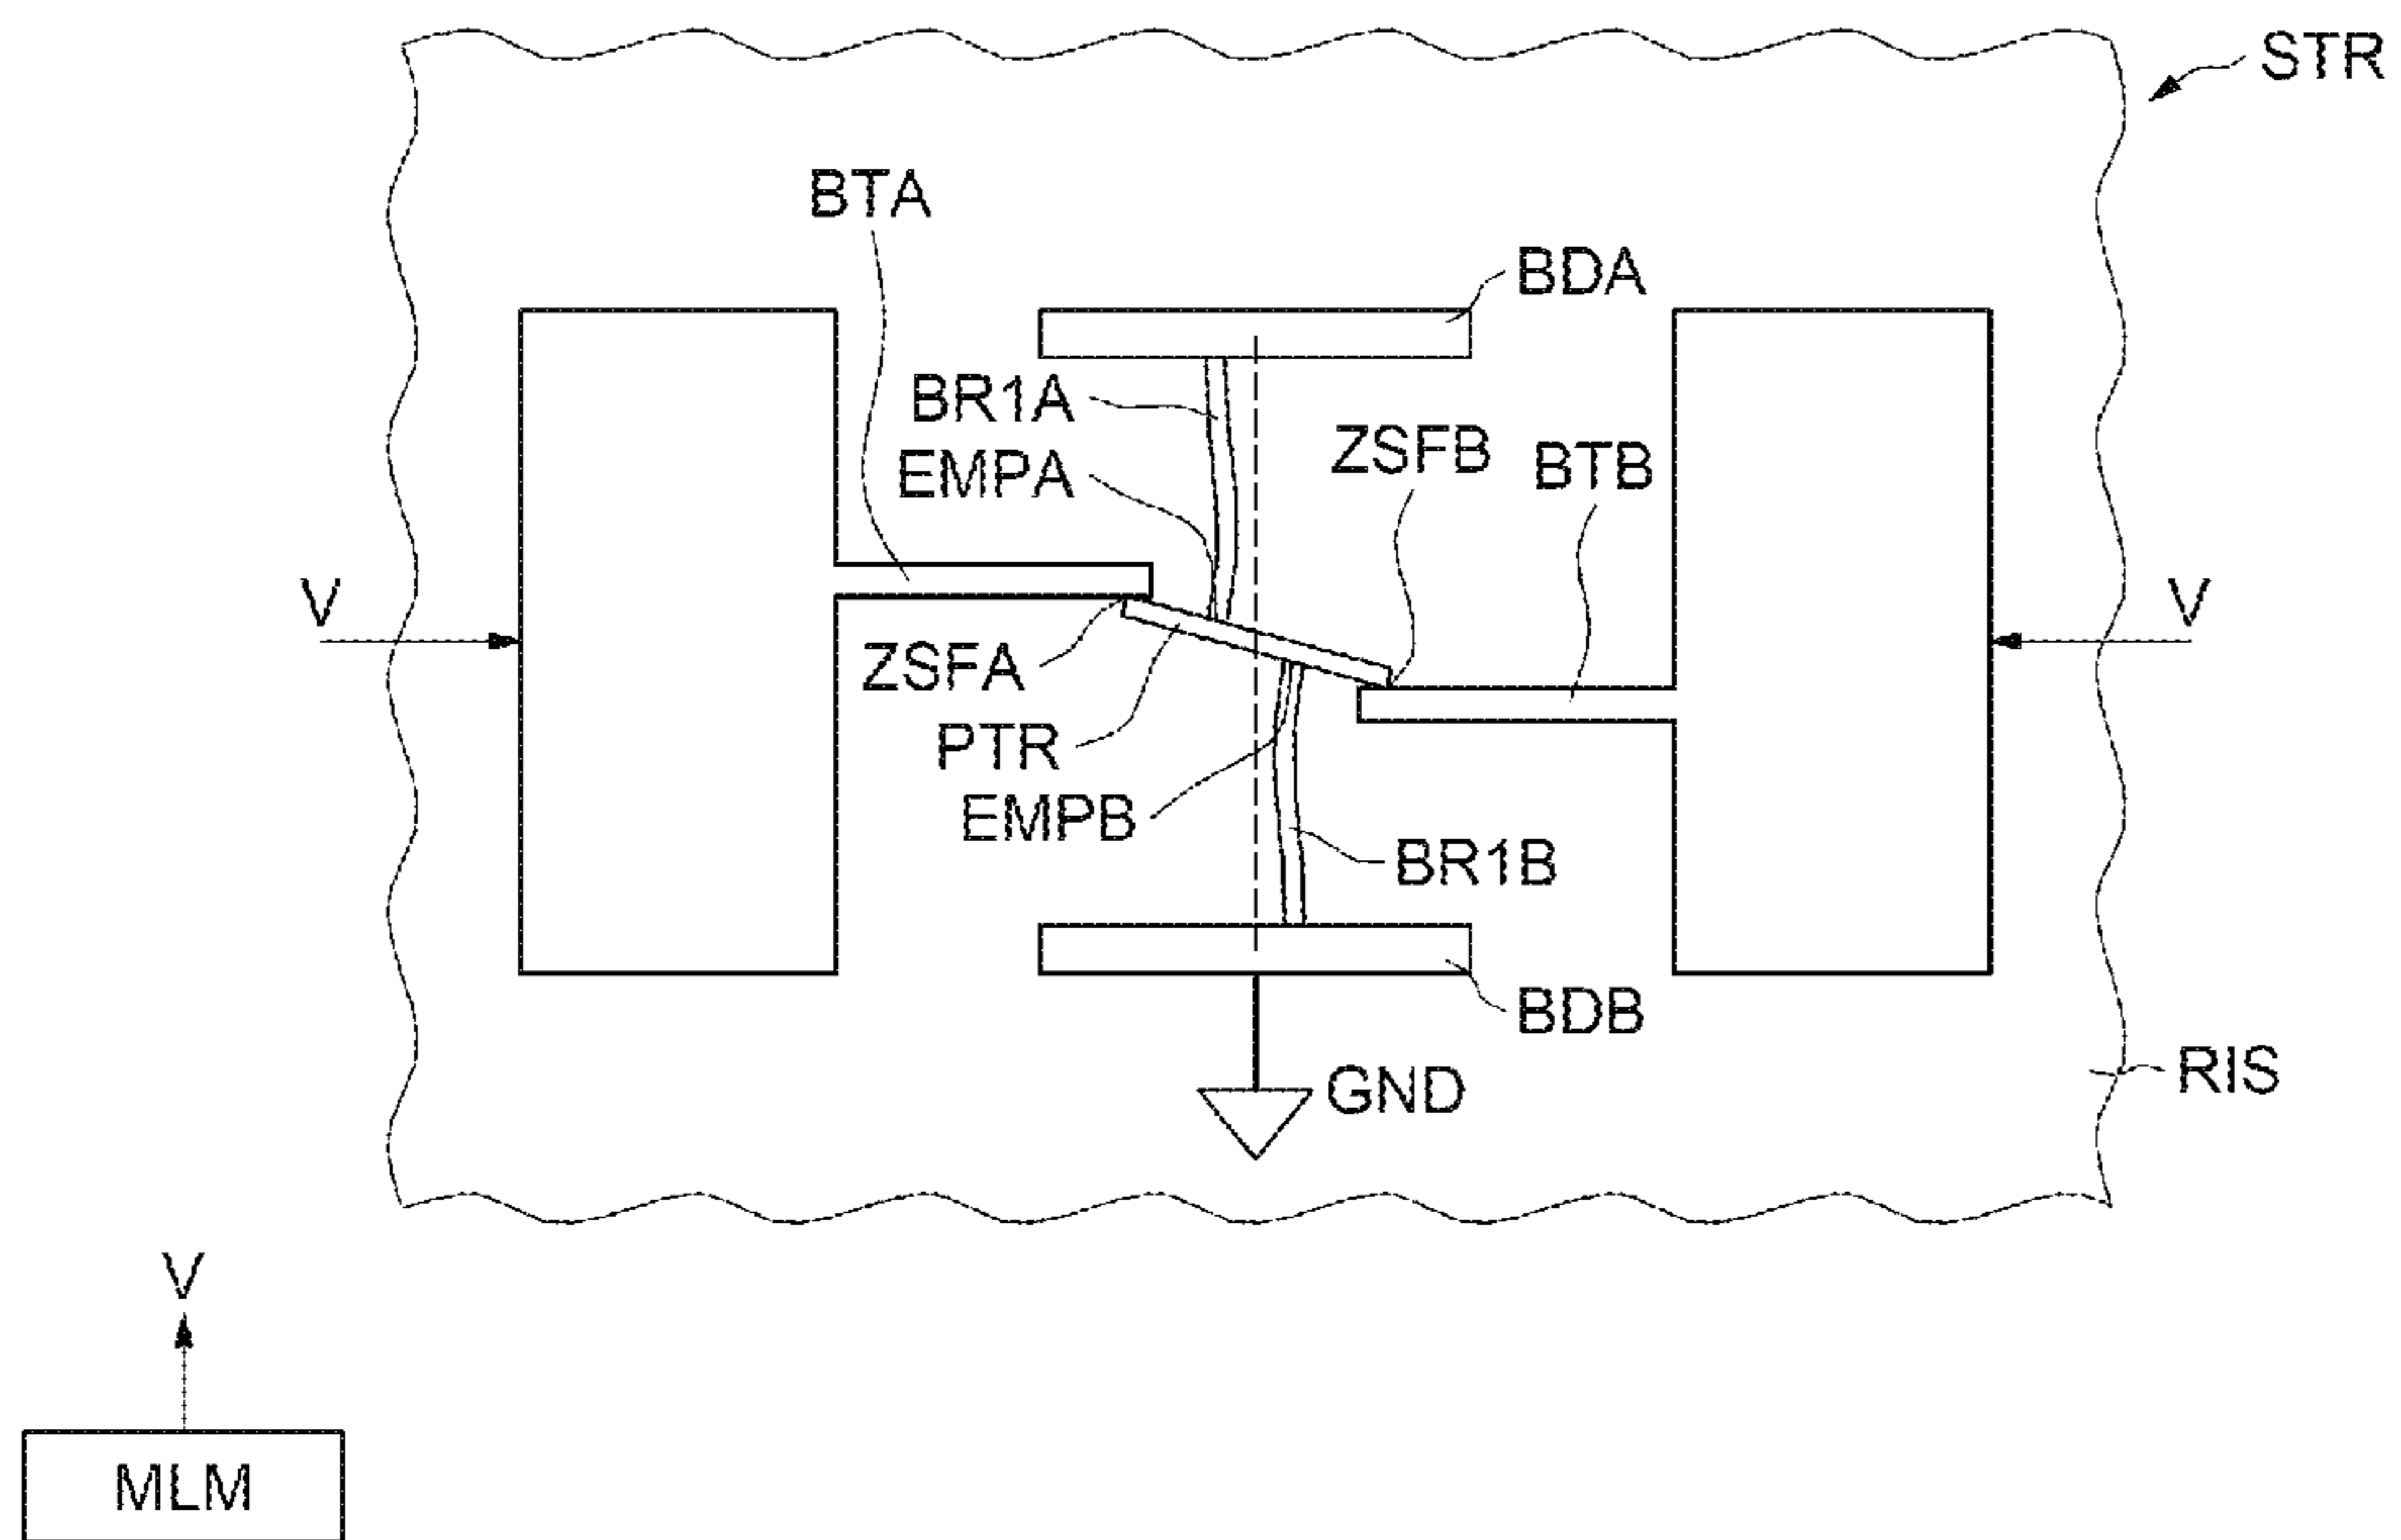 STR
BTA
BDA
BR1A
ZSFB
BTB
EMPA
V
V
ZSFA
PTR
EMPB
BR1B
BDB
RIS
GND
V
MLM